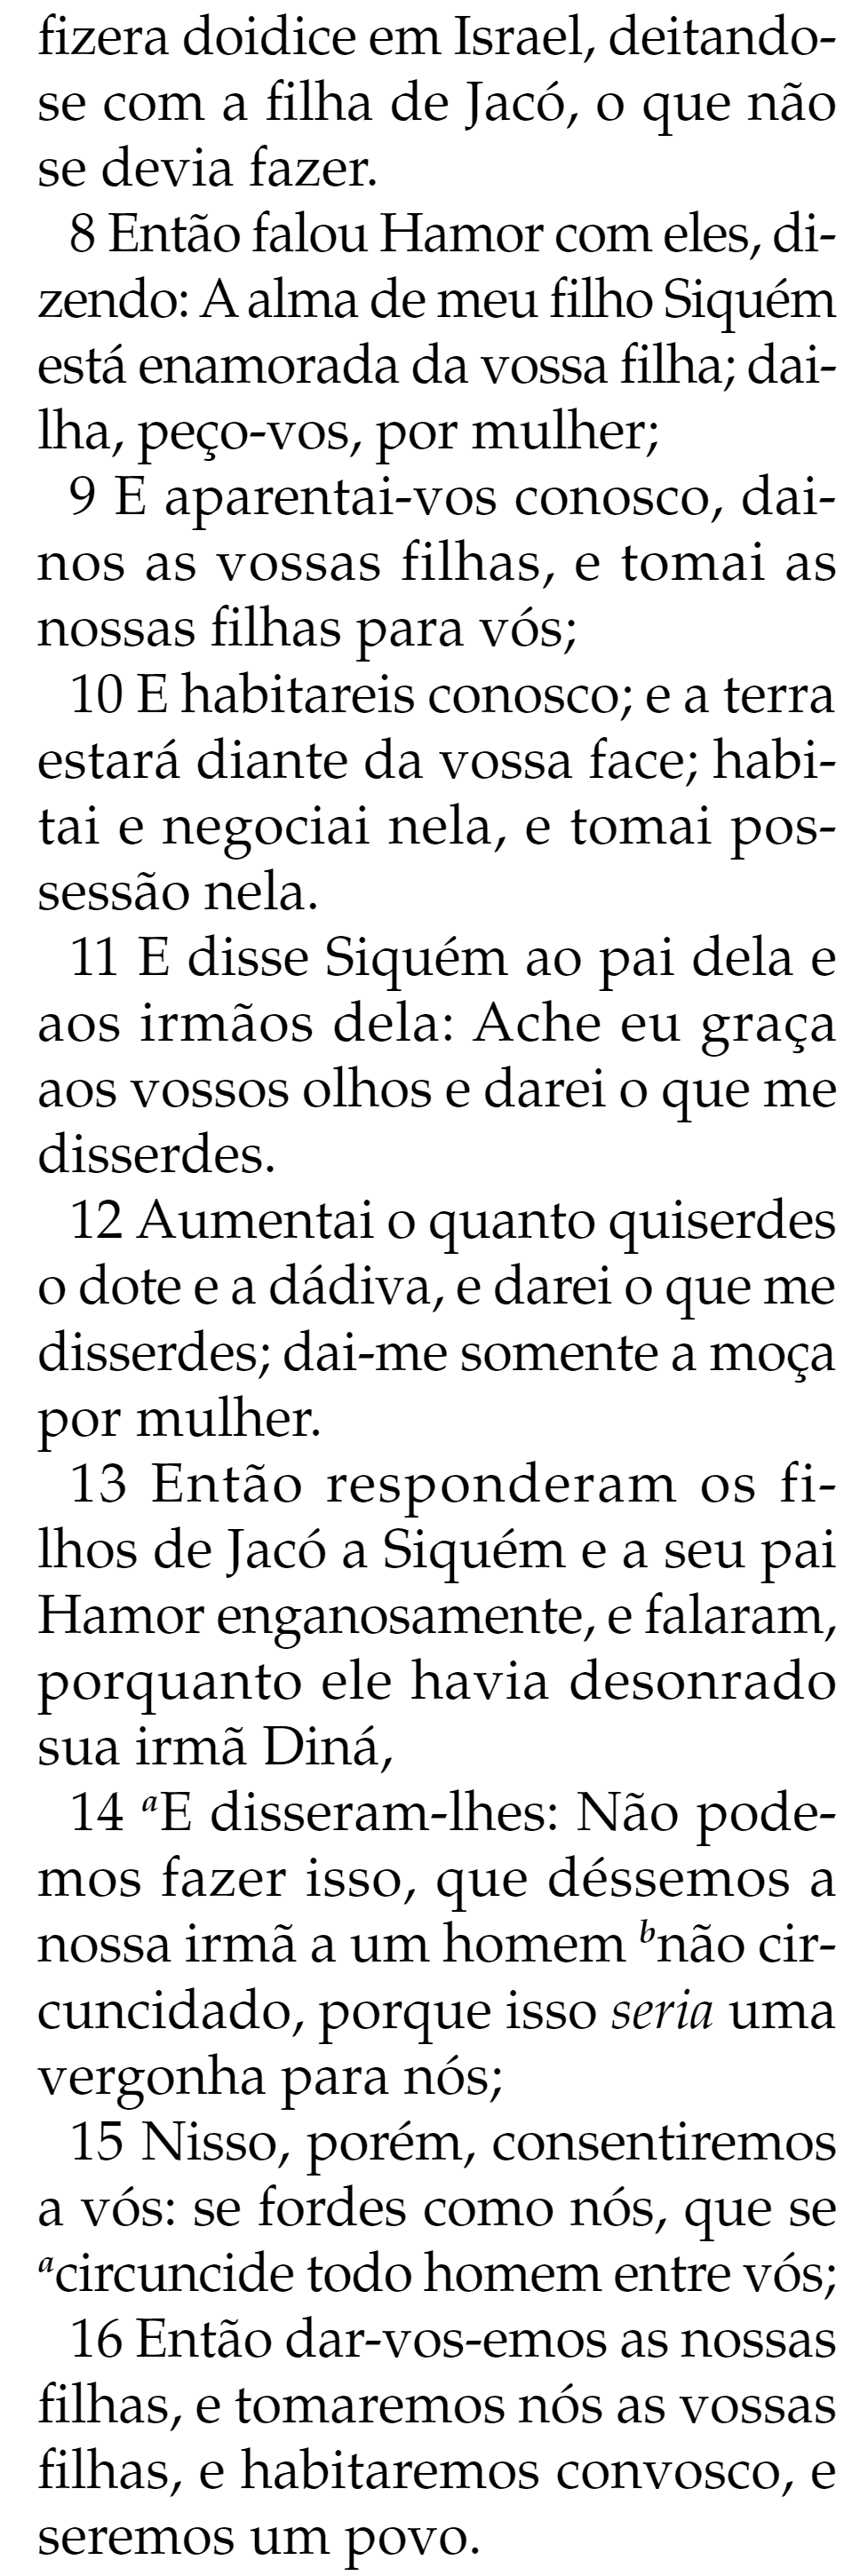 fizera doidice em Israel, deitando-
se com a filha de Jacó, o que não
se devia fazer.
8 Então falou Hamor com eles, di-
zendo: A alma de meu filho Siquém
está enamorada da vossa filha; dai-
lha, peço-vos, por mulher;
9 E aparentai-vos conosco, dai-
nos as vossas filhas, e tomai as
nossas filhas para vós;
10 E habitareis conosco; e a terra
estará diante da vossa face; habi-
tai e negociai nela, e tomai pos-
sessão nela.
11 E disse Siquém ao pai dela e
aos irmãos dela: Ache eu graça
aos vossos olhos e darei o que me
disserdes.
12 Aumentai o quanto quiserdes
o dote e a dádiva, e darei o que me
disserdes; dai-me somente a moça
por mulher.
13 Então responderam os fi-
lhos de Jacó a Siquém e a seu pai
Hamor enganosamente, e falaram,
porquanto ele havia desonrado
sua irmã Diná,
14 aE disseram-lhes: Não pode-
mos fazer isso, que déssemos a
nossa irmã a um homem bnão cir-
cuncidado, porque isso seria uma
vergonha para nós;
15 Nisso, porém, consentiremos
a vós: se fordes como nós, que se
acircuncide todo homem entre vós;
16 Então dar-vos-emos as nossas
filhas, e tomaremos nós as vossas
filhas, e habitaremos convosco, e
seremos um povo.